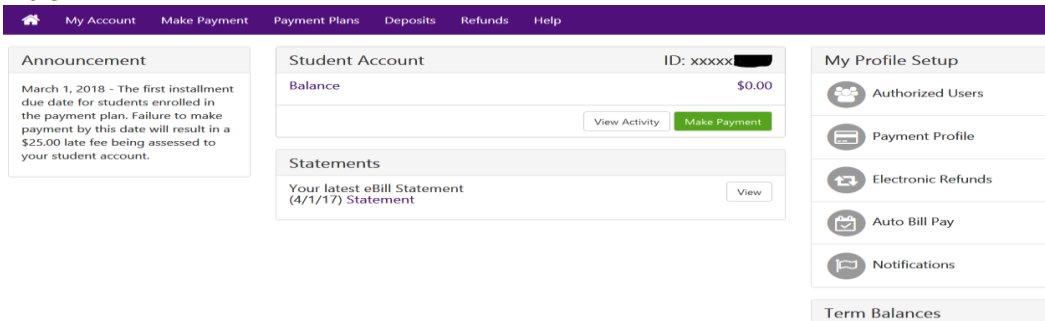 My Account Make Payment Payment Plans Deposits Refunds Help
Announcement
March 1, 2018 - The first installment
due date for students enrolled in
the payment plan. Failure to make
payment by this date will result in a
$25.00 late fee being assessed to
your student account.
Student Account ID: xxxxx
Balance $0.00
View Activity Make Payment
Statements
Your latest eBill Statement
(4/1/17) Statement View
My Profile Setup
Authorized Users
Payment Profile
Electronic Refunds
Auto Bill Pay
Notifications
Term Balances